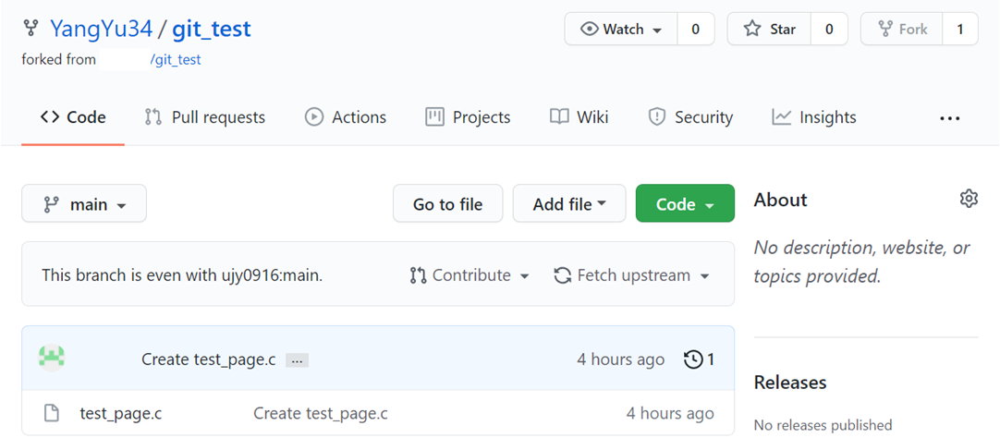 YangYu34 / git_test
Watch 0 Star 0 Fork 1
forked from /git_test
Code Pull requests Actions Projects Wiki Security Insights ...
main Go to file Add file Code
About
No description, website, or
topics provided.
This branch is even with ujy0916:main. Contribute Fetch upstream
Create test_page.c ... 4 hours ago 1
test_page.c Create test_page.c 4 hours ago
Releases
No releases published